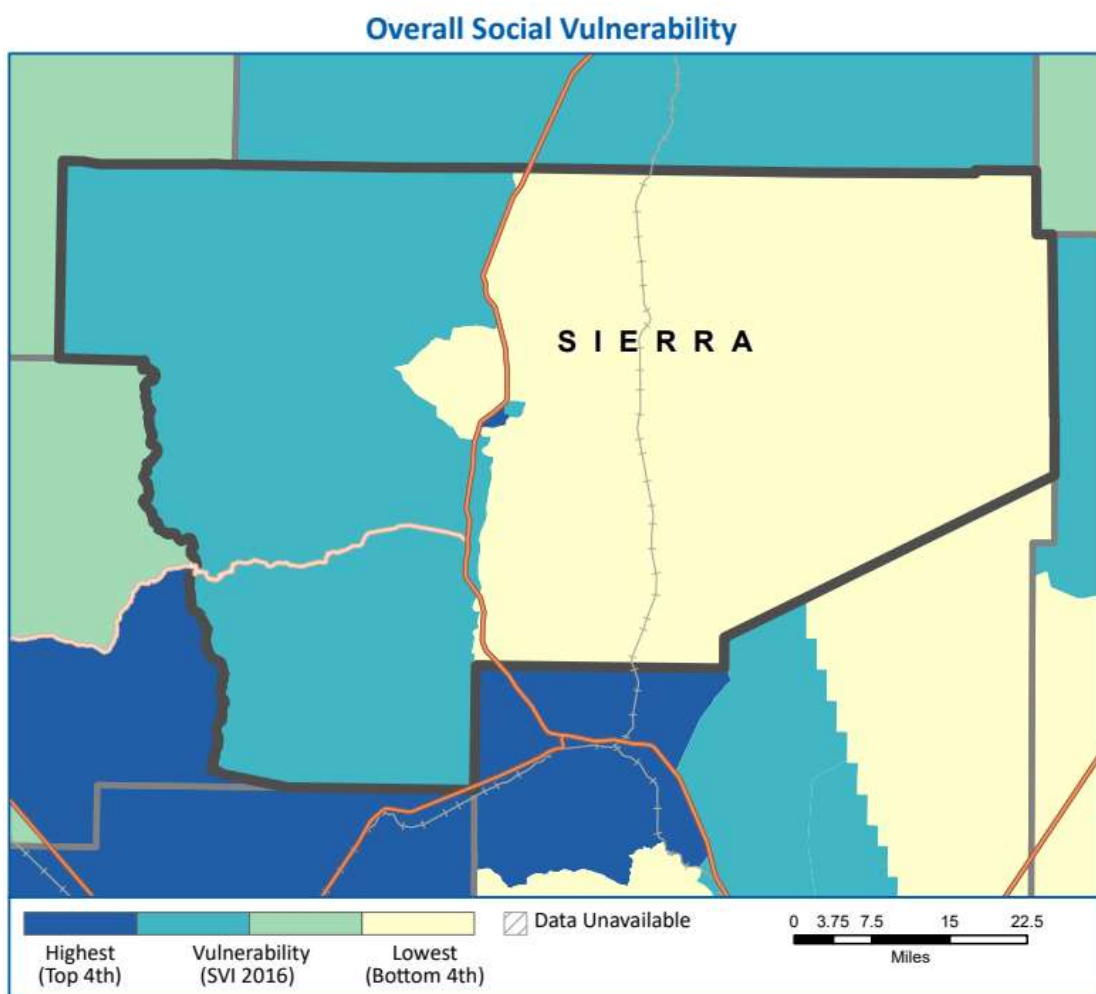 Overall Social Vulnerability
SIERRA
Highest
(Top 4th)
Vulnerability
(SVI 2016)
Lowest
(Bottom 4th)
Data Unavailable
0 3.75 7.5 15 22.5
Miles